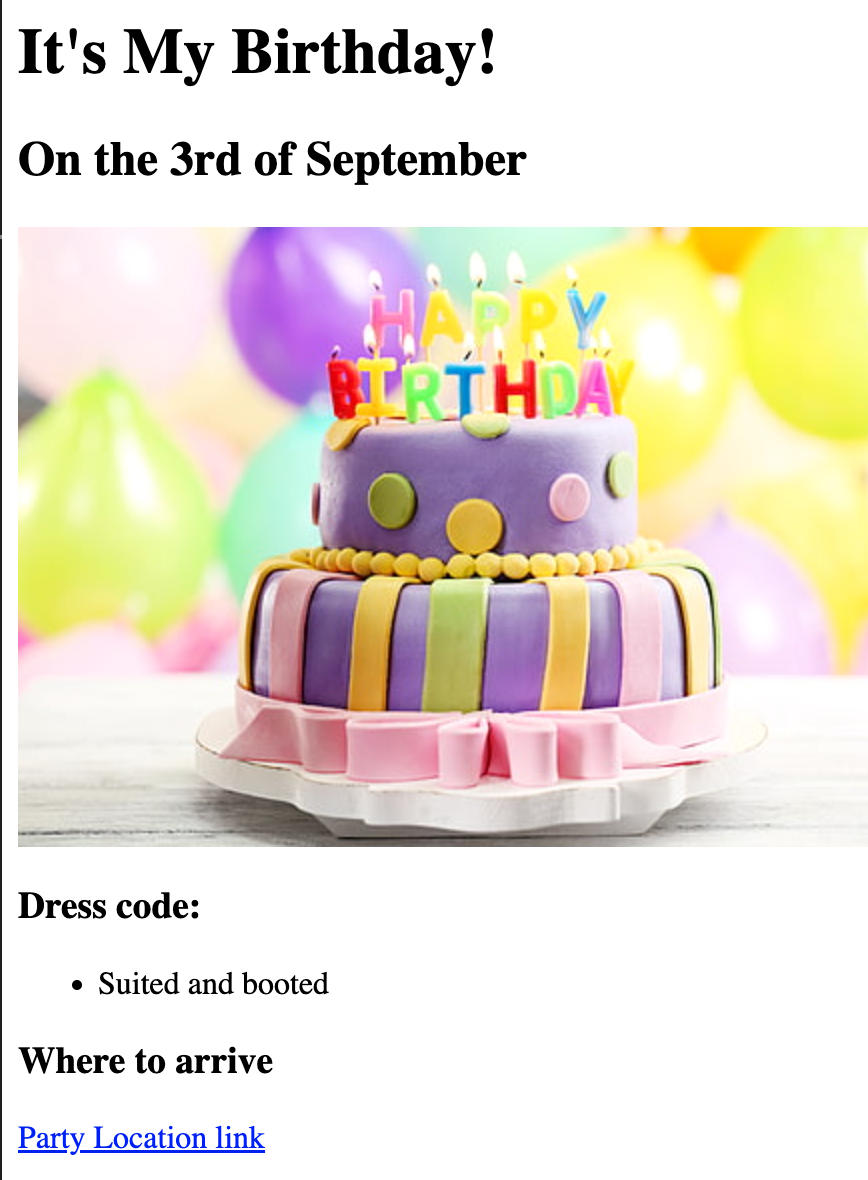 It's My Birthday!
On the 3rd of September
HAPPY
BIRTHDAY
Dress code:
Suited and booted
Where to arrive
Party Location link